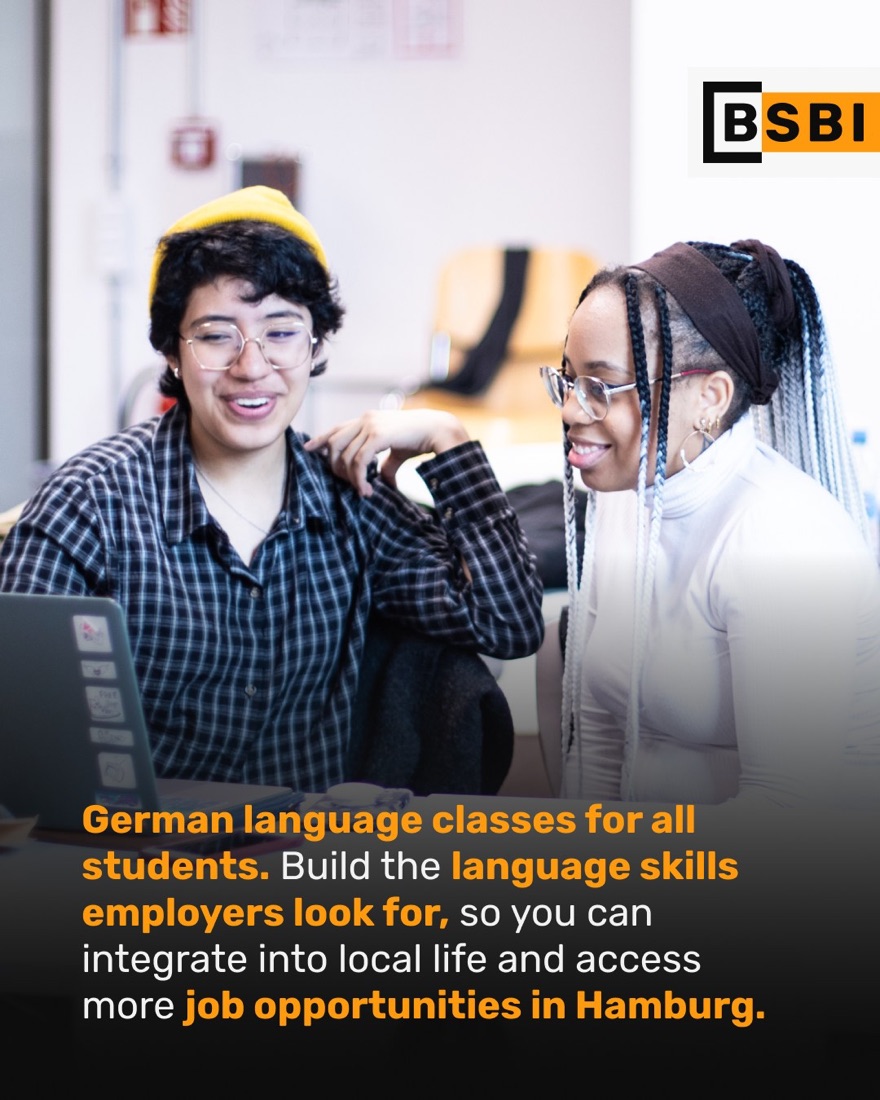 BSBI
German language classes for all
students. Build the language skills
employers look for, so you can
integrate into local life and access
more job opportunities in Hamburg.